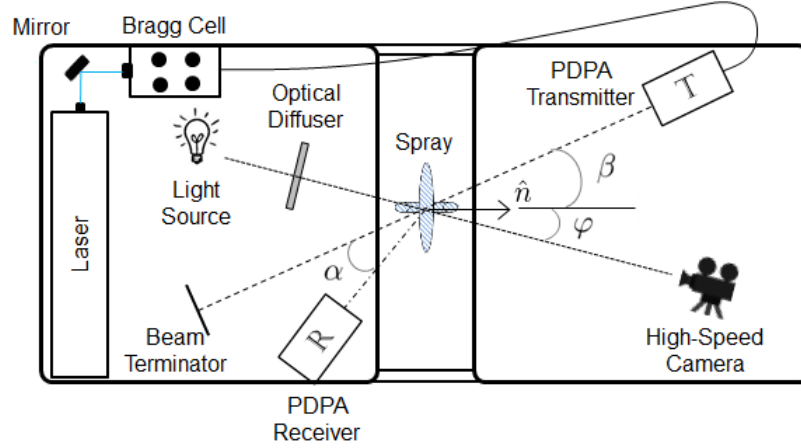 Mirror
Bragg Cell
PDPA
Transmitter
T
Optical
Diffuser
Spray
Light
Source
n̂
β
φ
Laser
α
Beam
Terminator
R
High-Speed
Camera
PDPA
Receiver